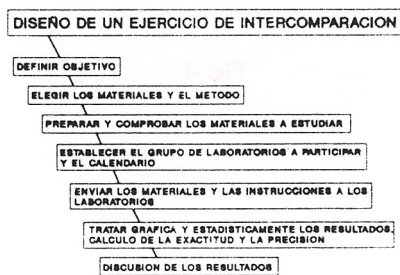 DISEÑO DE UN EJERCICIO DE INTERCOMPARACION
DEFINIR OBJETIVO
ELEGIR LOS MATERIALES Y EL METODO
PREPARAR Y COMPROBAR LOS MATERIALES A ESTUDIAR
ESTABLECER EL GRUPO DE LABORATORIOS A PARTICIPAR
Y EL CALENDARIO
ENVIAR LOS MATERIALES Y LAS INSTRUCCIONES A LOS
LABORATORIOS
TRATAR GRAFICA Y ESTADISTICAMENTE LOS RESULTADOS,
CALCULO DE LA EXACTITUD Y LA PRECISION
DISCUSION DE LOS RESULTADOS